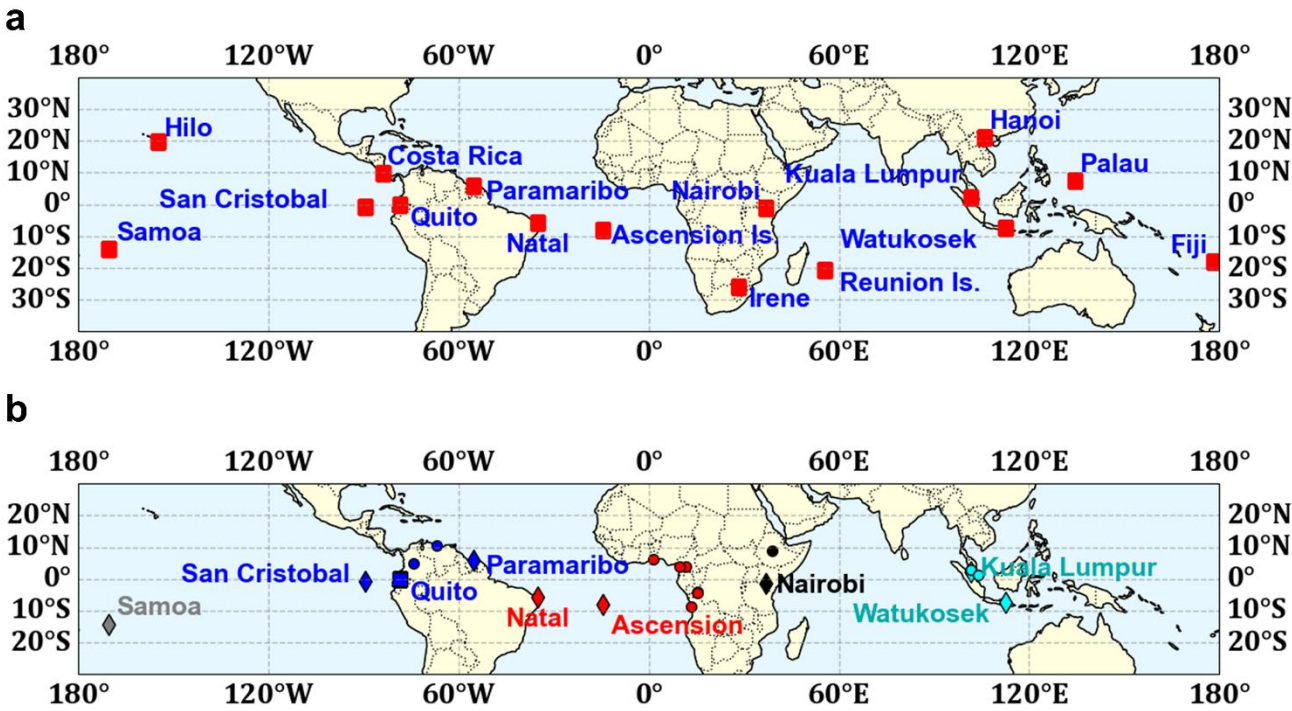 a
180° 120°W 60°W 0° 60°E 120°E 180°
30°N 30°N
Hilo Hanoi
20°N 20°N
Costa Rica Kuala Lumpur Palau
10°N 10°N
San Cristobal Paramaribo Nairobi
0° 0°
Samoa Quito Natal Ascension Is. Watukosek Fiji
10°S 10°S
20°S 20°S
Irene Reunion Is.
30°S 30°S
180° 120°W 60°W 0° 60°E 120°E 180°
b
180° 120°W 60°W 0° 60°E 120°E 180°
20°N 20°N
10°N 10°N
San Cristobal Paramaribo Kuala Lumpur
0° 0°
Quito Nairobi
Samoa Natal Ascension Watukosek
10°S 10°S
20°S 20°S
180° 120°W 60°W 0° 60°E 120°E 180°